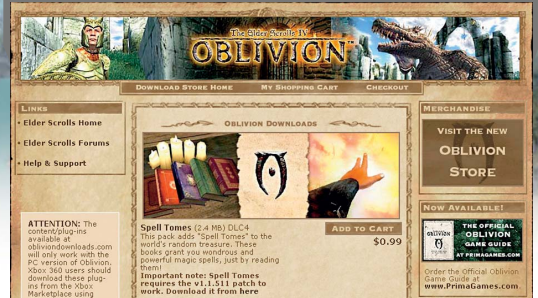 The Elder Scrolls IV
OBLIVION™
Download Store Home
My Shopping Cart
Checkout
Links
• Elder Scrolls Home
• Elder Scrolls Forums
• Help & Support
ATTENTION: The
content/plug-ins
available at
obliviondownloads.com
will only work with the
PC version of Oblivion.
Xbox 360 users should
download these plug-
ins from the Xbox
Marketplace using
Oblivion Downloads
Spell Tomes (2.4 MB) DLC4
This pack adds "Spell Tomes" to the
world's random treasure. These
books grant you wondrous and
powerful magic spells, just by reading
them!
Important note: Spell Tomes
requires the v1.1.511 patch to
work. Download it from here
Add to Cart
$0.99
Merchandise
Visit the new
Oblivion
Store
Now Available!
THE OFFICIAL
OBLIVION
GAME GUIDE
AT PRIMAGAMES.COM
Order the Official Oblivion
Game Guide at
www.PrimaGames.com